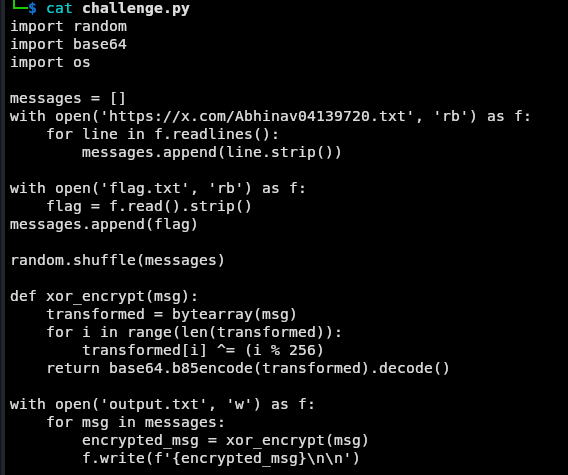 └─$ cat challenge.py
import random
import base64
import os

messages = []
with open('https://x.com/Abhinav04139720.txt', 'rb') as f:
    for line in f.readlines():
        messages.append(line.strip())

with open('flag.txt', 'rb') as f:
    flag = f.read().strip()
messages.append(flag)

random.shuffle(messages)

def xor_encrypt(msg):
    transformed = bytearray(msg)
    for i in range(len(transformed)):
        transformed[i] ^= (i % 256)
    return base64.b85encode(transformed).decode()

with open('output.txt', 'w') as f:
    for msg in messages:
        encrypted_msg = xor_encrypt(msg)
        f.write(f'{encrypted_msg}\n\n')